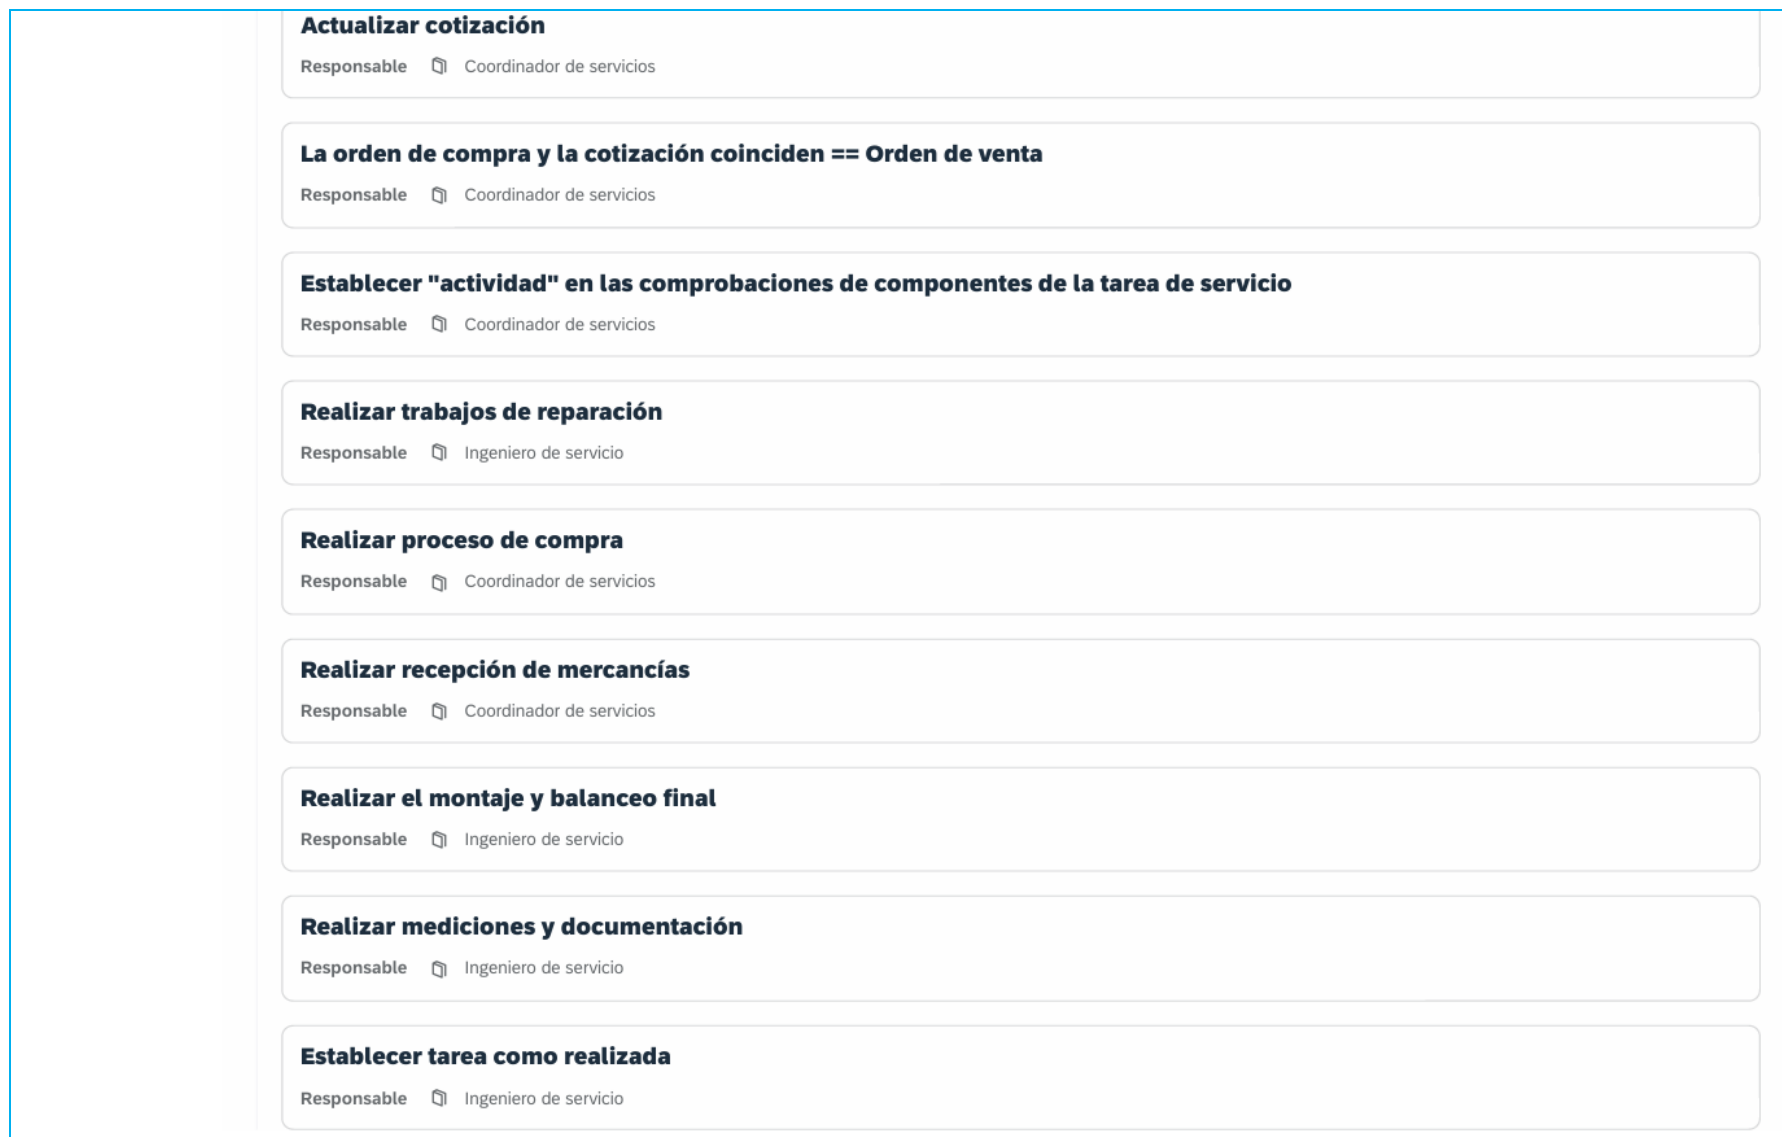 Actualizar cotización
Responsable Coordinador de servicios
La orden de compra y la cotización coinciden == Orden de venta
Responsable Coordinador de servicios
Establecer "actividad" en las comprobaciones de componentes de la tarea de servicio
Responsable Coordinador de servicios
Realizar trabajos de reparación
Responsable Ingeniero de servicio
Realizar proceso de compra
Responsable Coordinador de servicios
Realizar recepción de mercancías
Responsable Coordinador de servicios
Realizar el montaje y balanceo final
Responsable Ingeniero de servicio
Realizar mediciones y documentación
Responsable Ingeniero de servicio
Establecer tarea como realizada
Responsable Ingeniero de servicio